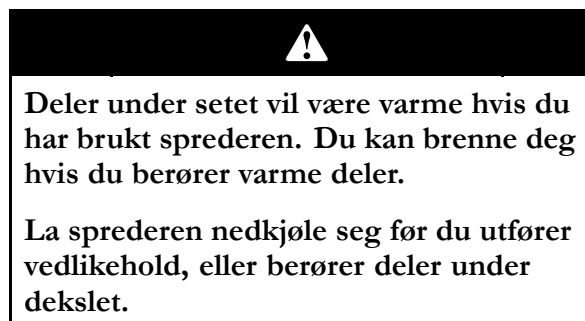 Deler under setet vil være varme hvis du
har brukt sprederen. Du kan brenne deg
hvis du berører varme deler.
La sprederen nedkjøle seg før du utfører
vedlikehold, eller berører deler under
dekslet.